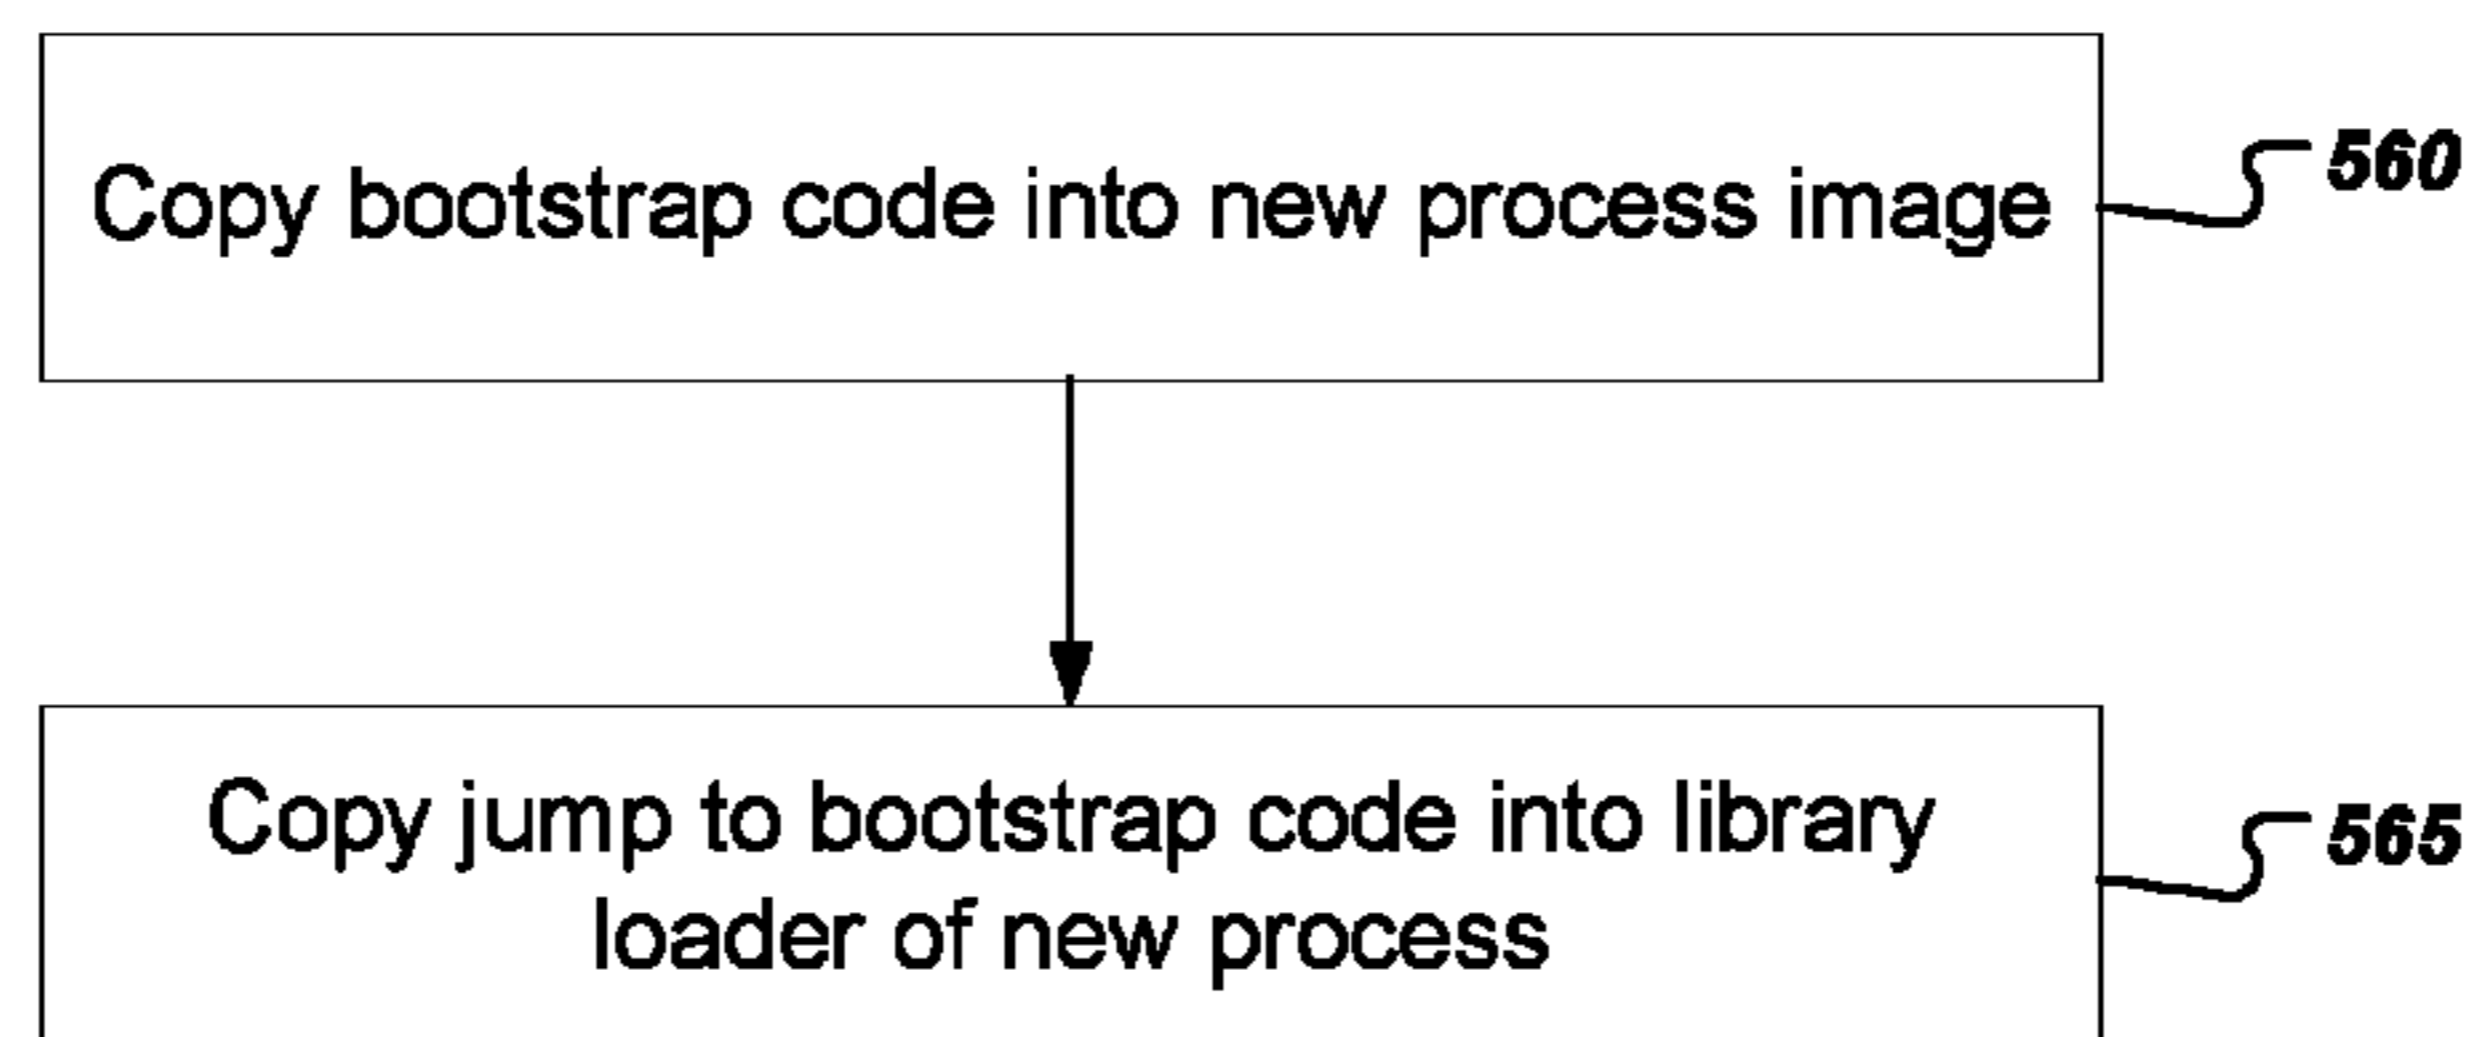 Copy bootstrap code into new process image
560
Copy jump to bootstrap code into library
loader of new process
565